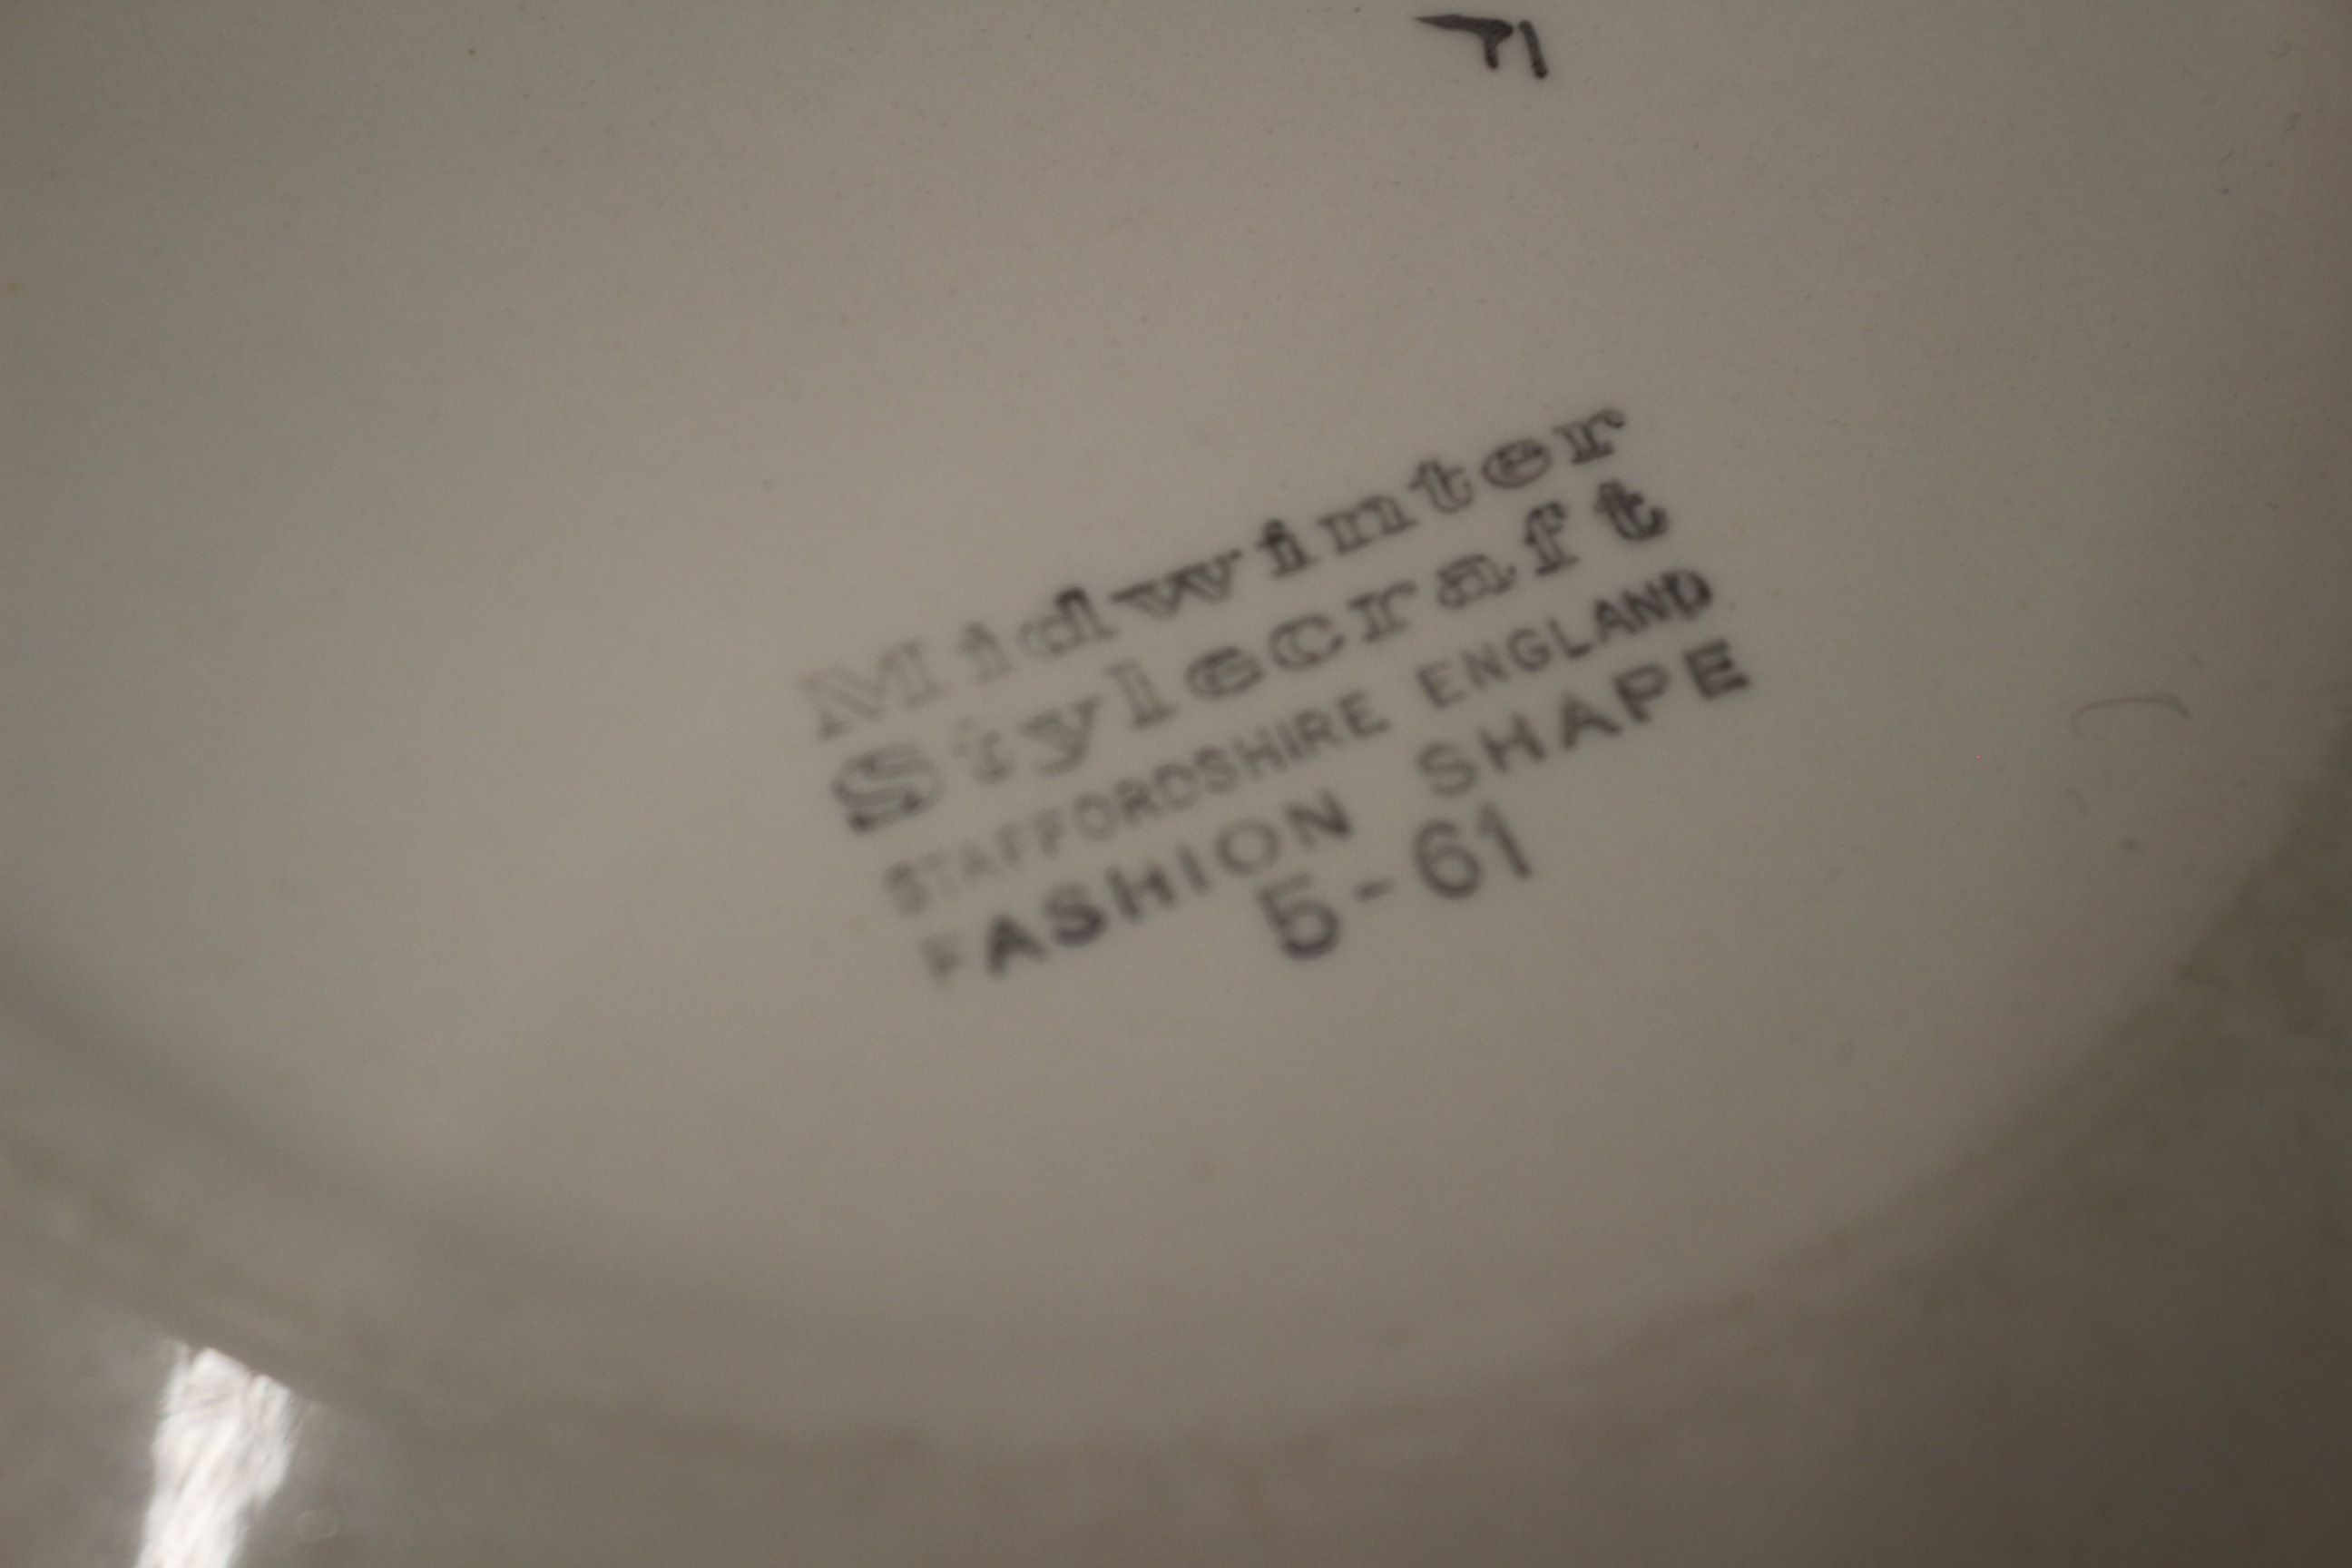 Midwinter
Stylecraft
STAFFORDSHIRE ENGLAND
FASHION SHAPE
5-61